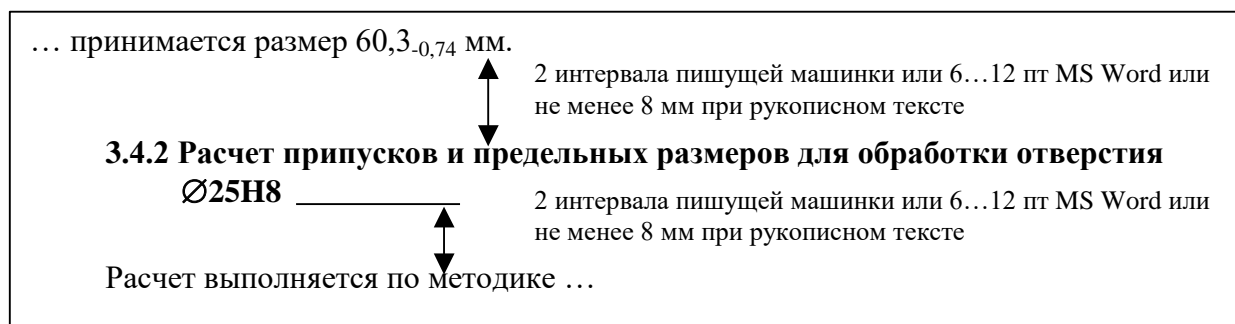 … принимается размер 60,3-0,74 мм.
2 интервала пишущей машинки или 6…12 пт MS Word или
не менее 8 мм при рукописном тексте
3.4.2 Расчет припусков и предельных размеров для обработки отверстия
∅25H8
2 интервала пишущей машинки или 6…12 пт MS Word или
не менее 8 мм при рукописном тексте
Расчет выполняется по методике …